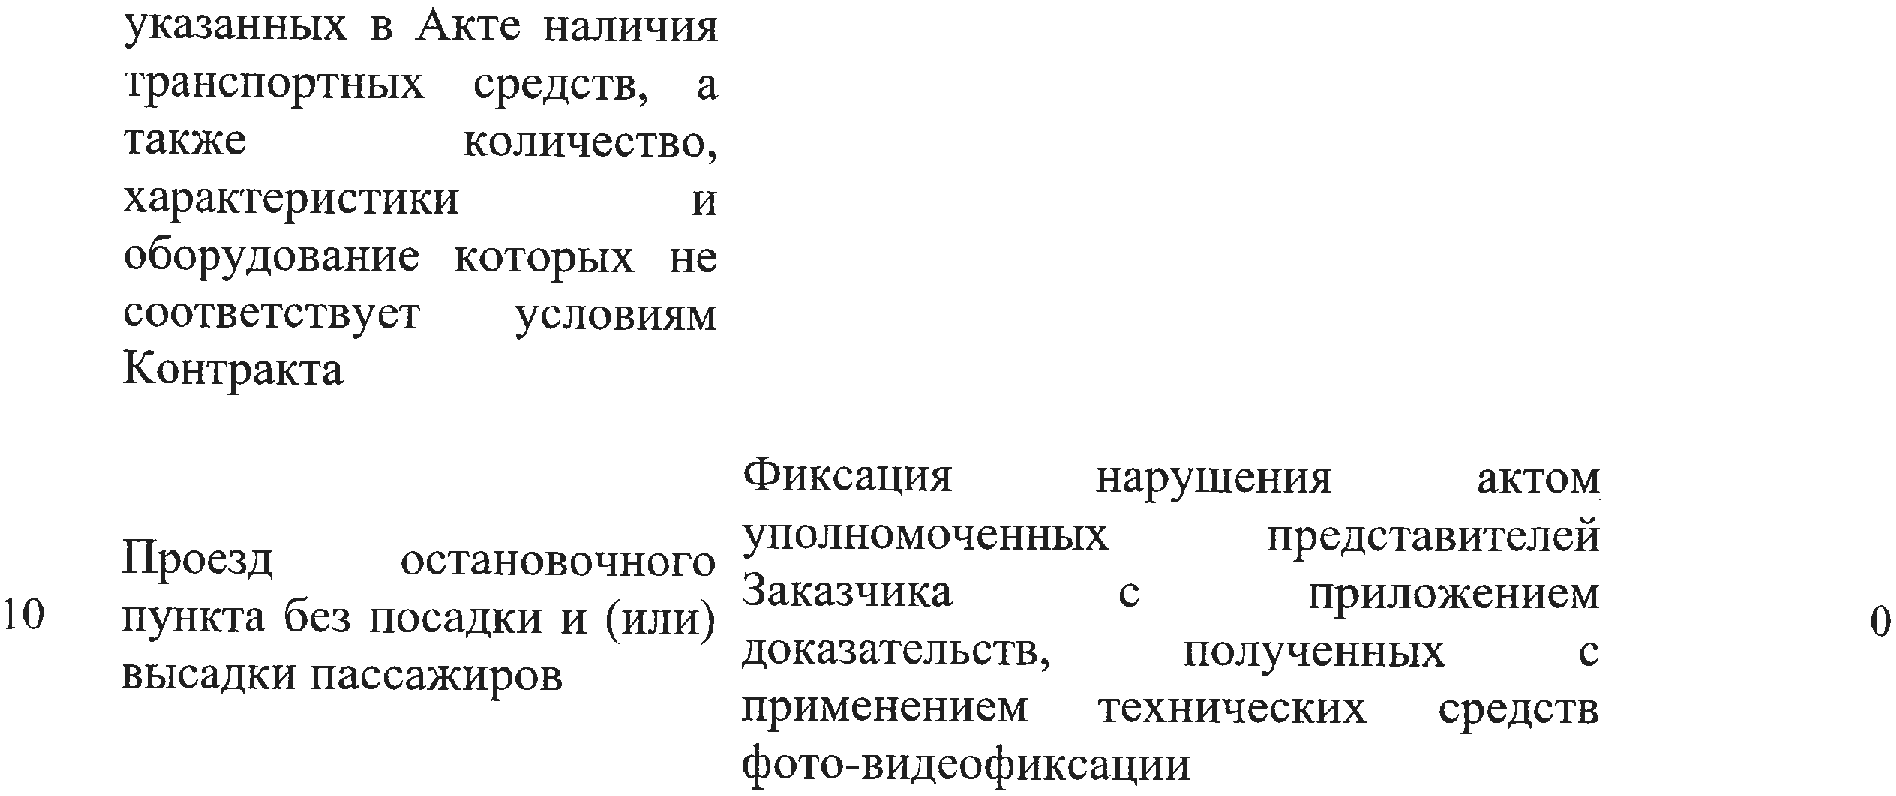 указанных в Акте наличия
транспортных средств, а
также количество,
характеристики и
оборудование которых не
соответствует условиям
Контракта
10
Проезд остановочного
пункта без посадки и (или)
высадки пассажиров
Фиксация нарушения актом
уполномоченных представителей
Заказчика с приложением
доказательств, полученных с
применением технических средств
фото-видеофиксации
0